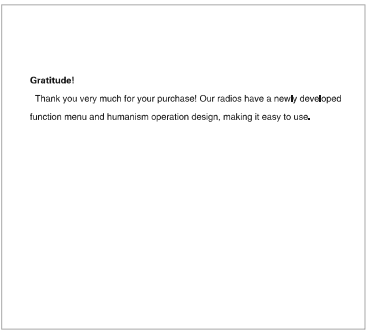 Gratitude!
Thank you very much for your purchase! Our radios have a newly developed
function menu and humanism operation design, making it easy to use.